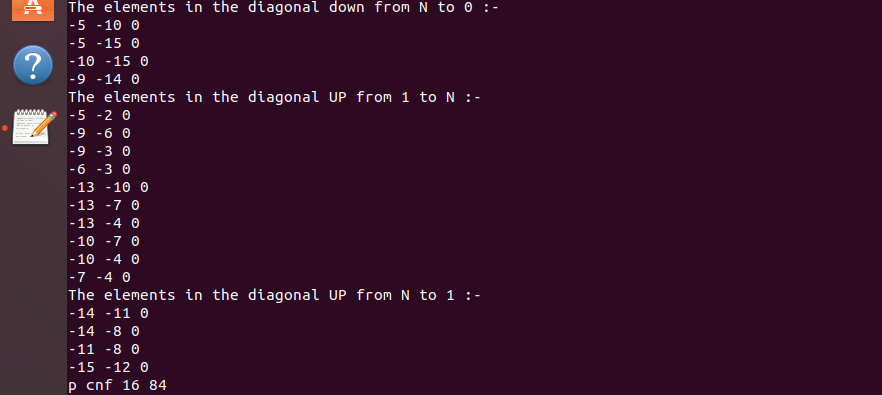 The elements in the diagonal down from N to 0 :-
-5 -10 0
-5 -15 0
-10 -15 0
-9 -14 0
The elements in the diagonal UP from 1 to N :-
-5 -2 0
-9 -6 0
-9 -3 0
-6 -3 0
-13 -10 0
-13 -7 0
-13 -4 0
-10 -7 0
-10 -4 0
-7 -4 0
The elements in the diagonal UP from N to 1 :-
-14 -11 0
-14 -8 0
-11 -8 0
-15 -12 0
p cnf 16 84